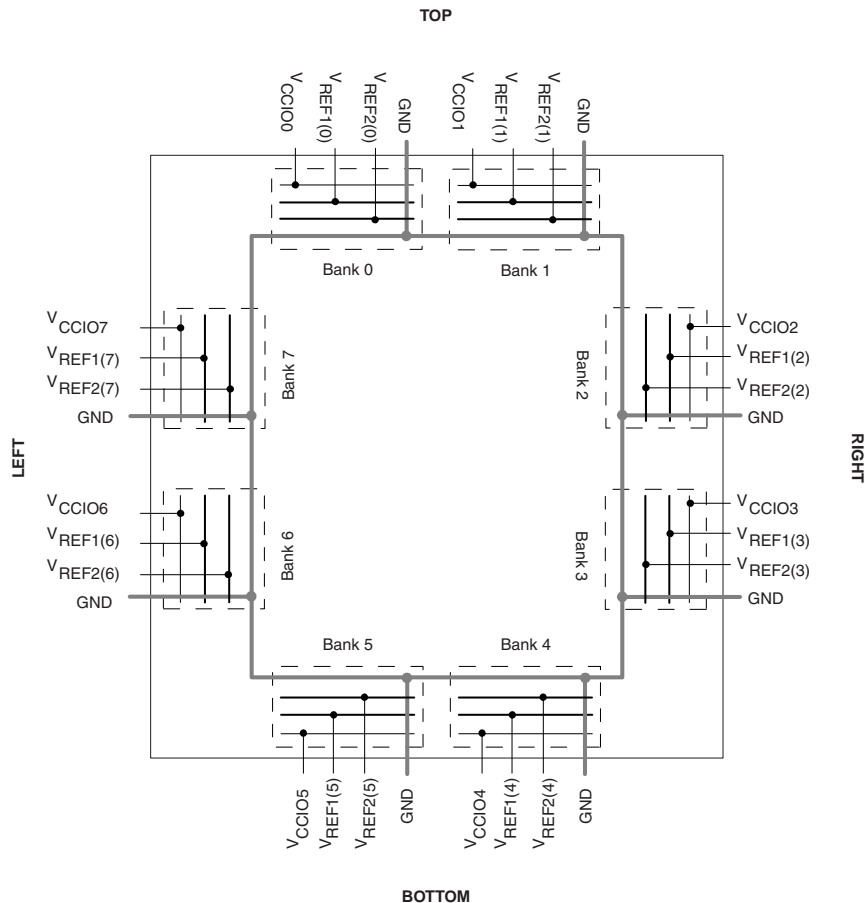 TOP
VCCIO0
VREF1(0)
VREF2(0)
GND
VCCIO1
VREF1(1)
VREF2(1)
GND
Bank 0
Bank 1
VCCIO7
VREF1(7)
VREF2(7)
GND
Bank 7
Bank 2
VCCIO2
VREF1(2)
VREF2(2)
GND
LEFT
RIGHT
VCCIO6
VREF1(6)
VREF2(6)
GND
Bank 6
Bank 3
VCCIO3
VREF1(3)
VREF2(3)
GND
Bank 5
Bank 4
VCCIO5
VREF1(5)
VREF2(5)
GND
VCCIO4
VREF1(4)
VREF2(4)
GND
BOTTOM